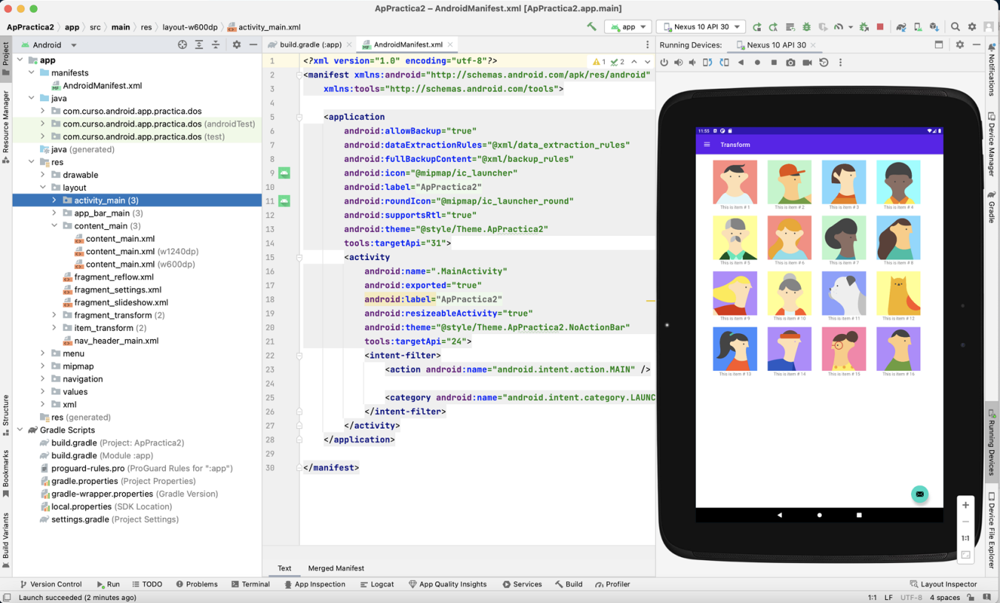 ApPractica2 – AndroidManifest.xml [ApPractica2.app.main]
ApPractica2 app src main res layout-w600dp activity_main.xml
app
Nexus 10 API 30
Project
Resource Manager
Structure
Bookmarks
Build Variants
Android
app
manifests
AndroidManifest.xml
java
com.curso.android.app.practica.dos
com.curso.android.app.practica.dos (androidTest)
com.curso.android.app.practica.dos (test)
java (generated)
res
drawable
layout
activity_main (3)
app_bar_main (3)
content_main (3)
content_main.xml
content_main.xml (w1240dp)
content_main.xml (w600dp)
fragment_reflow.xml
fragment_settings.xml
fragment_slideshow.xml
fragment_transform (2)
item_transform (2)
nav_header_main.xml
menu
mipmap
navigation
values
xml
res (generated)
Gradle Scripts
build.gradle (Project: ApPractica2)
build.gradle (Module :app)
proguard-rules.pro (ProGuard Rules for ":app")
gradle.properties (Project Properties)
gradle-wrapper.properties (Gradle Version)
local.properties (SDK Location)
settings.gradle (Project Settings)
build.gradle (:app)
AndroidManifest.xml
1 2
1 <?xml version="1.0" encoding="utf-8"?>
2 <manifest xmlns:android="http://schemas.android.com/apk/res/android"
3 xmlns:tools="http://schemas.android.com/tools">
4
5 <application
6 android:allowBackup="true"
7 android:dataExtractionRules="@xml/data_extraction_rules"
8 android:fullBackupContent="@xml/backup_rules"
9 android:icon="@mipmap/ic_launcher"
10 android:label="ApPractica2"
11 android:roundIcon="@mipmap/ic_launcher_round"
12 android:supportsRtl="true"
13 android:theme="@style/Theme.ApPractica2"
14 tools:targetApi="31">
15 <activity
16 android:name=".MainActivity"
17 android:exported="true"
18 android:label="ApPractica2"
19 android:resizeableActivity="true"
20 android:theme="@style/Theme.ApPractica2.NoActionBar"
21 tools:targetApi="24">
22 <intent-filter>
23 <action android:name="android.intent.action.MAIN" />
24
25 <category android:name="android.intent.category.LAUNC
26 </intent-filter>
27 </activity>
28 </application>
29
30 </manifest>
Text
Merged Manifest
Running Devices: Nexus 10 API 30
11:55
Transform
This is item # 1 This is item # 2 This is item # 3 This is item # 4
This is item # 5 This is item # 6 This is item # 7 This is item # 8
This is item # 9 This is item # 10 This is item # 11 This is item # 12
This is item # 13 This is item # 14 This is item # 15 This is item # 16
1:1
Notifications
Device Manager
Gradle
Running Devices
Device File Explorer
Version Control Run TODO Problems Terminal App Inspection Logcat App Quality Insights Services Build Profiler Layout Inspector
Launch succeeded (2 minutes ago)
1:1 LF UTF-8 4 spaces